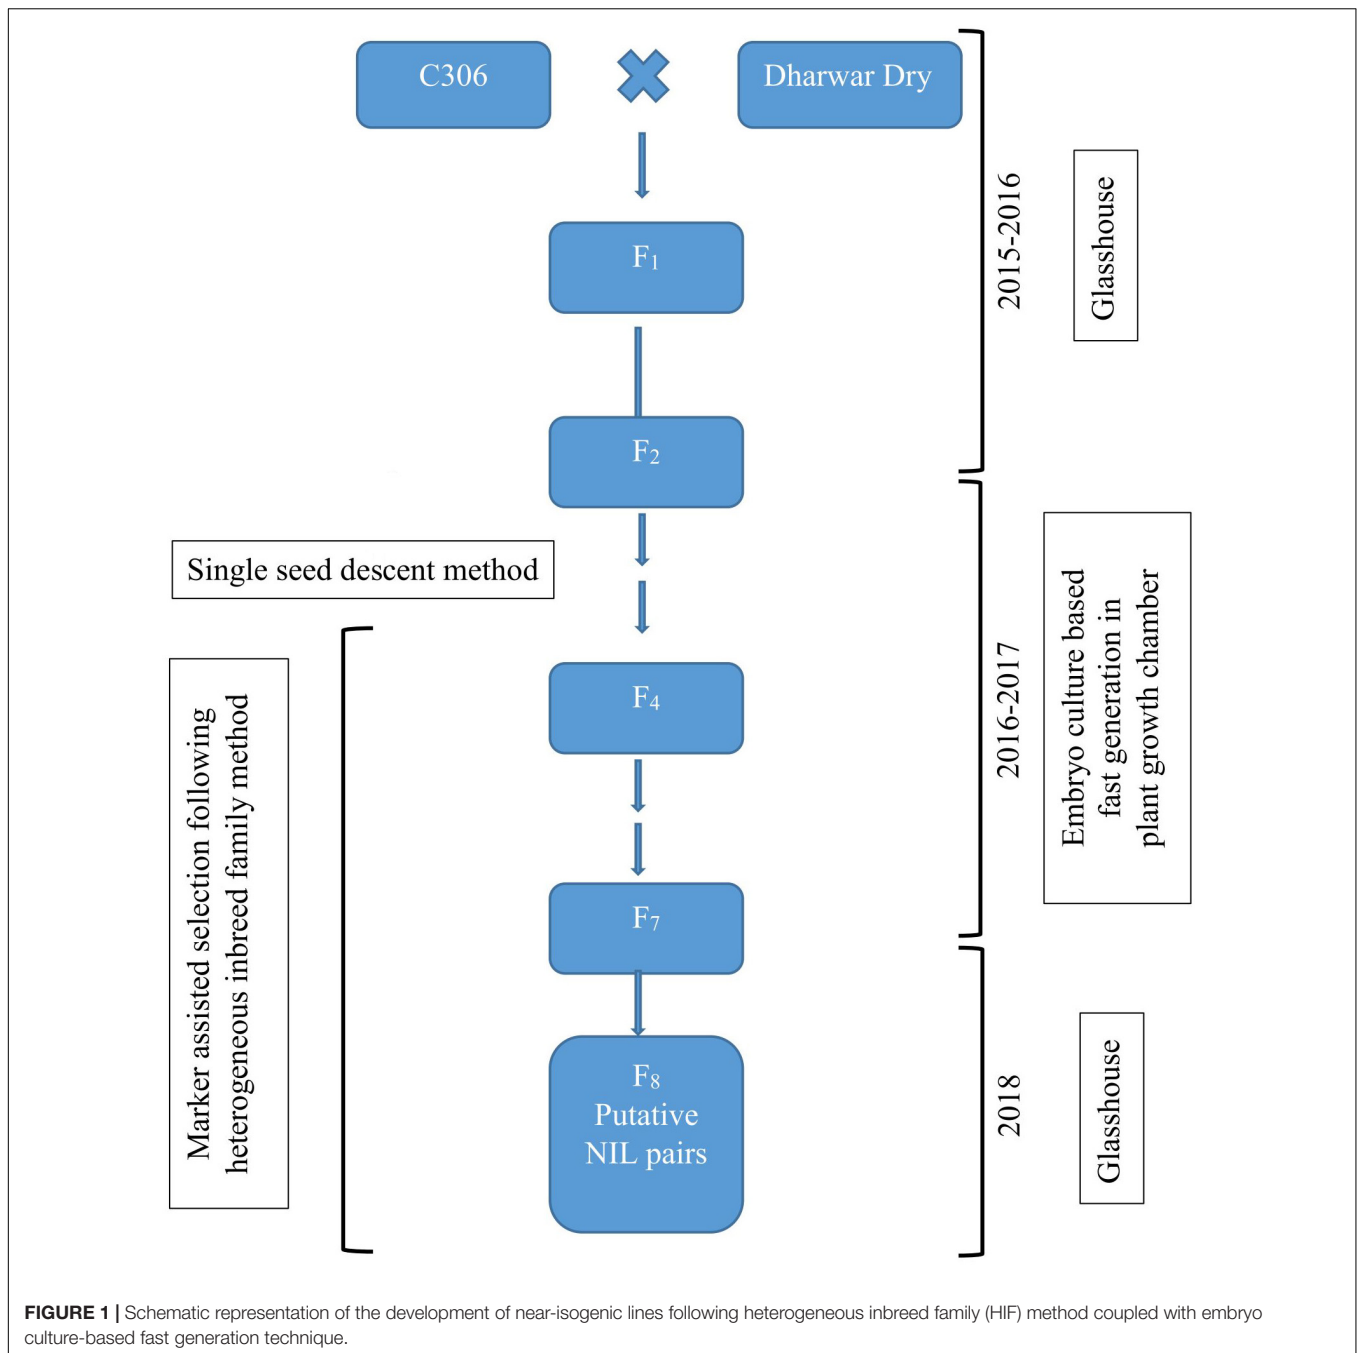 C306
Dharwar Dry
F1
2015-2016
Glasshouse
F2
Single seed descent method
F4
2016-2017
Embryo culture based
fast generation in
plant growth chamber
Marker assisted selection following
heterogeneous inbreed family method
F7
F8
Putative
NIL pairs
2018
Glasshouse
FIGURE 1 | Schematic representation of the development of near-isogenic lines following heterogeneous inbreed family (HIF) method coupled with embryo
culture-based fast generation technique.